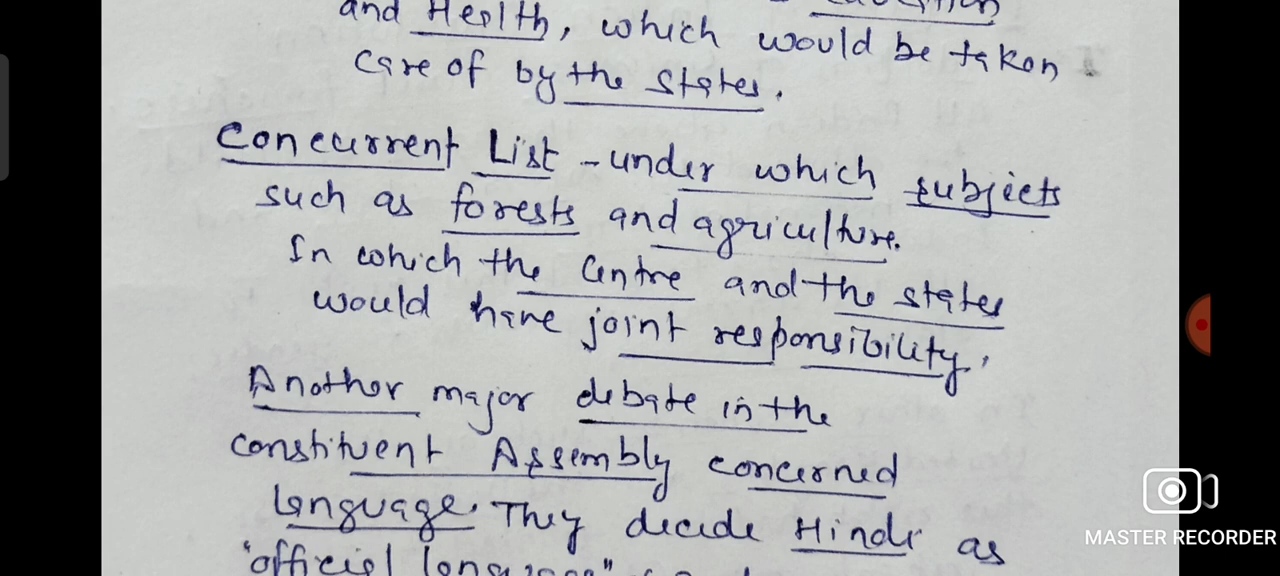 and Health, which would be taken
care of by the states.
Concurrent List - under which subjects
such as forests and agriculture.
In which the Centre and the states
would have joint responsibility.
Another major debate in the
constituent Assembly concerned
language. They decide Hindi as
"official language"
MASTER RECORDER